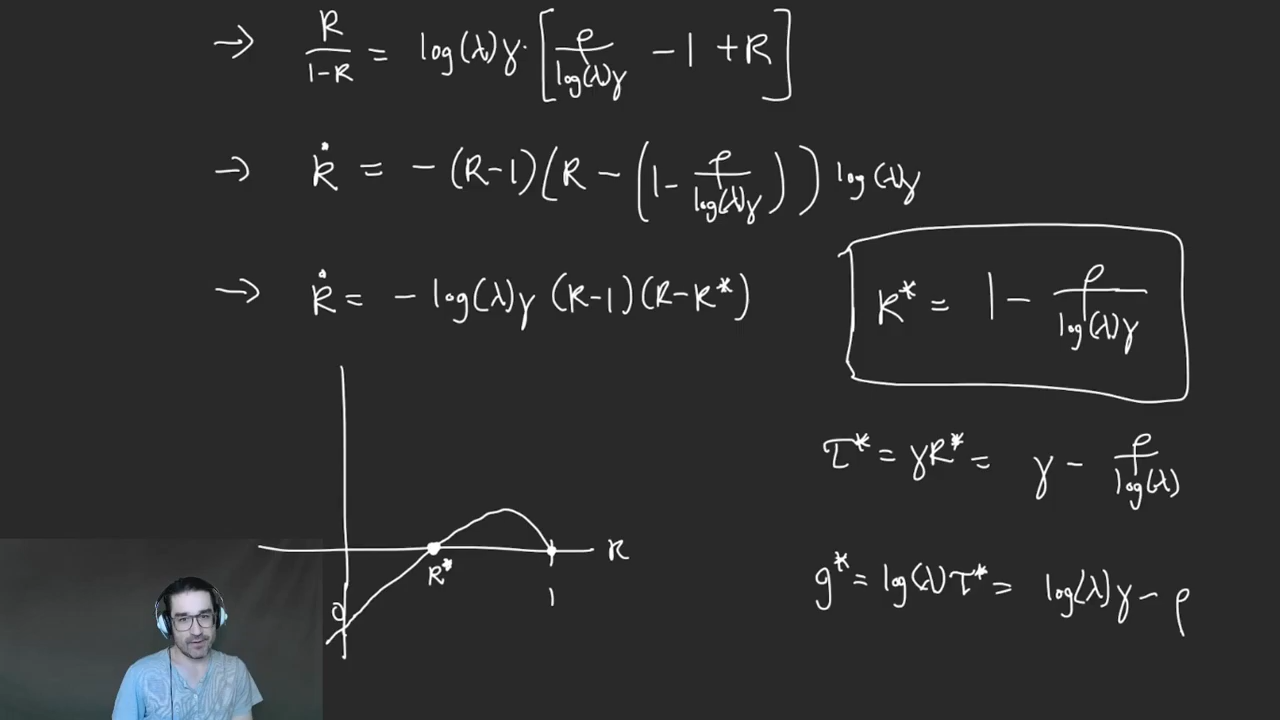 → R/(1-R) = log(λ)γ·[ρ/(log(λ)γ) - 1 + R]
→ Ṙ = -(R-1)(R-(1-ρ/(log(λ)γ))) log(λ)γ
→ Ṙ = -log(λ)γ (R-1)(R-R*)
R* = 1 - ρ/(log(λ)γ)
τ* = γR* = γ - ρ/log(λ)
R
R*
1
0
g* = log(λ)τ* = log(λ)γ - ρ